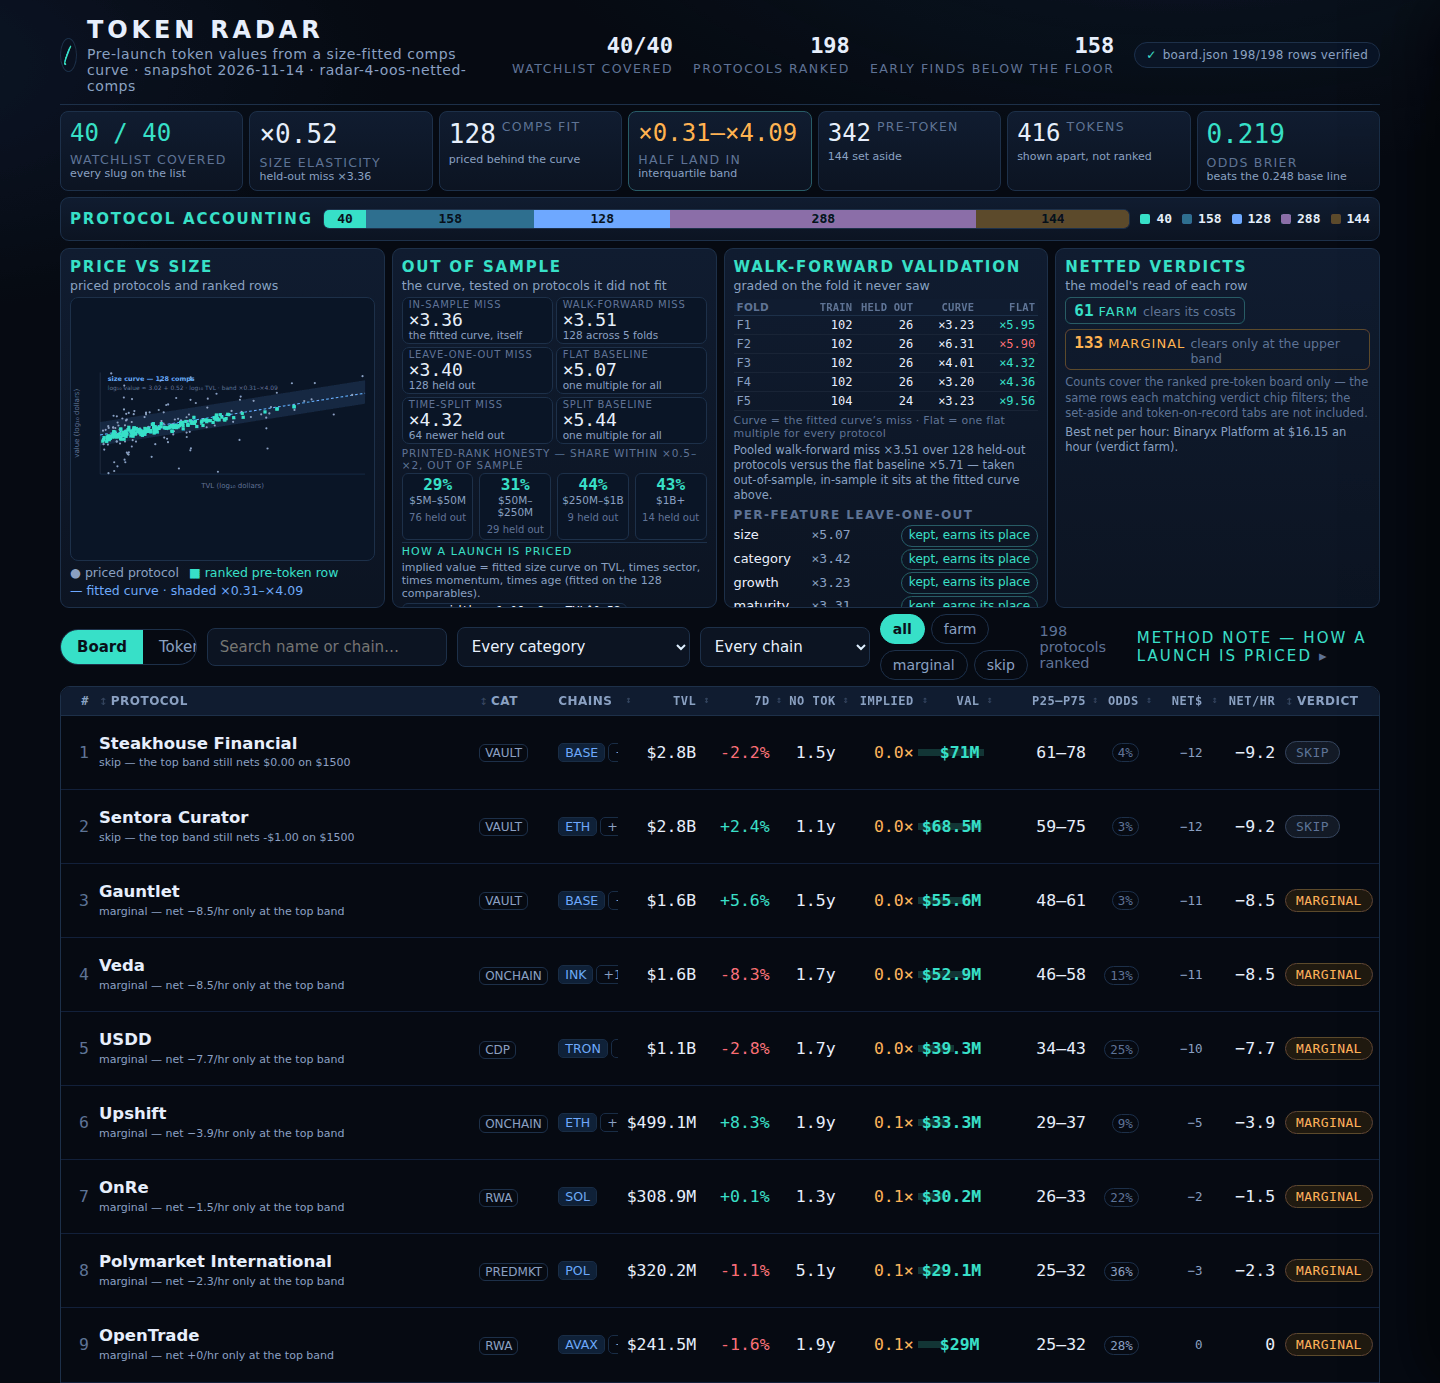 TOKEN RADAR
Pre-launch token values from a size-fitted comps
curve · snapshot 2026-11-14 · radar-4-oos-netted-
comps
40/40
WATCHLIST COVERED
198
PROTOCOLS RANKED
158
EARLY FINDS BELOW THE FLOOR
✓ board.json 198/198 rows verified
40 / 40
WATCHLIST COVERED
every slug on the list
×0.52
SIZE ELASTICITY
held-out miss ×3.36
128 COMPS FIT
priced behind the curve
×0.31–×4.09
HALF LAND IN
interquartile band
342 PRE-TOKEN
144 set aside
416 TOKENS
shown apart, not ranked
0.219
ODDS BRIER
beats the 0.248 base line
PROTOCOL ACCOUNTING
40 158 128 288 144
40 158 128 288 144
PRICE VS SIZE
priced protocols and ranked rows
size curve — 128 comps
value (log₁₀ dollars)
TVL (log₁₀ dollars)
● priced protocol ■ ranked pre-token row
— fitted curve · shaded ×0.31–×4.09
OUT OF SAMPLE
the curve, tested on protocols it did not fit
IN-SAMPLE MISS
×3.36
the fitted curve, itself
WALK-FORWARD MISS
×3.51
128 across 5 folds
LEAVE-ONE-OUT MISS
×3.40
128 held out
FLAT BASELINE
×5.07
one multiple for all
TIME-SPLIT MISS
×4.32
64 newer held out
SPLIT BASELINE
×5.44
one multiple for all
PRINTED-RANK HONESTY — SHARE WITHIN ×0.5–
×2, OUT OF SAMPLE
29%
$5M–$50M
76 held out
31%
$50M–
$250M
29 held out
44%
$250M–$1B
9 held out
43%
$1B+
14 held out
HOW A LAUNCH IS PRICED
implied value = fitted size curve on TVL, times sector,
times momentum, times age (fitted on the 128
comparables).
WALK-FORWARD VALIDATION
graded on the fold it never saw
FOLD TRAIN HELD OUT CURVE FLAT
F1 102 26 ×3.23 ×5.95
F2 102 26 ×6.31 ×5.90
F3 102 26 ×4.01 ×4.32
F4 102 26 ×3.20 ×4.36
F5 104 24 ×3.23 ×9.56
Curve = the fitted curve's miss · Flat = one flat
multiple for every protocol
Pooled walk-forward miss ×3.51 over 128 held-out
protocols versus the flat baseline ×5.71 — taken
out-of-sample, in-sample it sits at the fitted curve
above.
PER-FEATURE LEAVE-ONE-OUT
size ×5.07 kept, earns its place
category ×3.42 kept, earns its place
growth ×3.23 kept, earns its place
maturity ×3.31 kept, earns its place
NETTED VERDICTS
the model's read of each row
61 FARM clears its costs
133 MARGINAL clears only at the upper
band
Counts cover the ranked pre-token board only — the
same rows each matching verdict chip filters; the
set-aside and token-on-record tabs are not included.
Best net per hour: Binaryx Platform at $16.15 an
hour (verdict farm).
Board
Token
Search name or chain…
Every category
Every chain
all farm
marginal skip
198
protocols
ranked
METHOD NOTE — HOW A
LAUNCH IS PRICED ▸
# PROTOCOL CAT CHAINS TVL 7D NO TOK IMPLIED VAL P25–P75 ODDS NET$ NET/HR VERDICT
1 Steakhouse Financial VAULT BASE $2.8B -2.2% 1.5y 0.0× $71M 61–78 4% −12 −9.2 SKIP
skip — the top band still nets $0.00 on $1500
2 Sentora Curator VAULT ETH + $2.8B +2.4% 1.1y 0.0× $68.5M 59–75 3% −12 −9.2 SKIP
skip — the top band still nets -$1.00 on $1500
3 Gauntlet VAULT BASE $1.6B +5.6% 1.5y 0.0× $55.6M 48–61 3% −11 −8.5 MARGINAL
marginal — net −8.5/hr only at the top band
4 Veda ONCHAIN INK +1 $1.6B -8.3% 1.7y 0.0× $52.9M 46–58 13% −11 −8.5 MARGINAL
marginal — net −8.5/hr only at the top band
5 USDD CDP TRON $1.1B -2.8% 1.7y 0.0× $39.3M 34–43 25% −10 −7.7 MARGINAL
marginal — net −7.7/hr only at the top band
6 Upshift ONCHAIN ETH + $499.1M +8.3% 1.9y 0.1× $33.3M 29–37 9% −5 −3.9 MARGINAL
marginal — net −3.9/hr only at the top band
7 OnRe RWA SOL $308.9M +0.1% 1.3y 0.1× $30.2M 26–33 22% −2 −1.5 MARGINAL
marginal — net −1.5/hr only at the top band
8 Polymarket International PREDMKT POL $320.2M -1.1% 5.1y 0.1× $29.1M 25–32 36% −3 −2.3 MARGINAL
marginal — net −2.3/hr only at the top band
9 OpenTrade RWA AVAX $241.5M -1.6% 1.9y 0.1× $29M 25–32 28% 0 0 MARGINAL
marginal — net +0/hr only at the top band